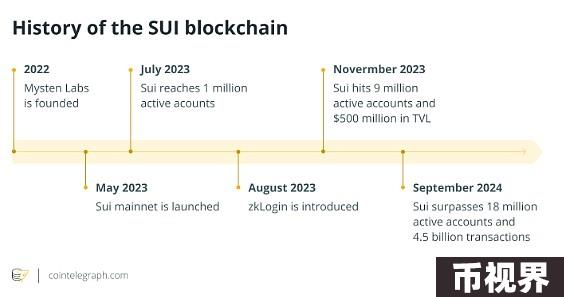 History of the SUI blockchain
2022
Mysten Labs
is founded
July 2023
Sui reaches 1 million
active acounts
Novermber 2023
Sui hits 9 million
active accounts and
$500 million in TVL
May 2023
Sui mainnet is launched
August 2023
zkLogin is introduced
September 2024
Sui surpasses 18 million
active accounts and
4.5 billion transactions
cointelegraph.com
币视界